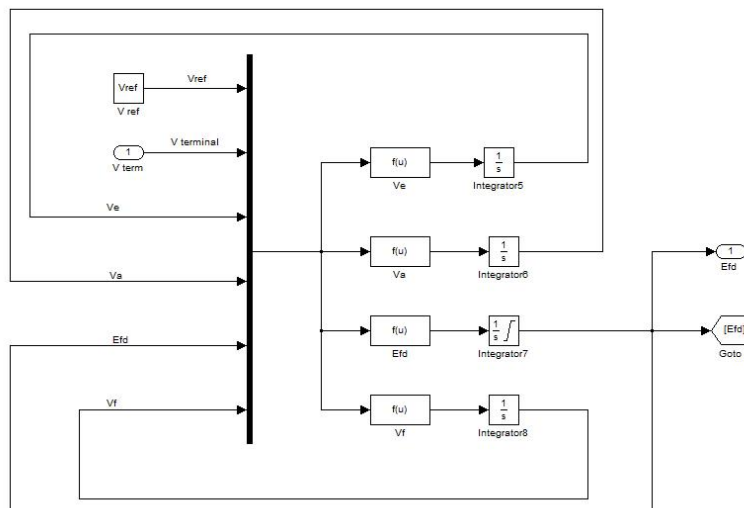 Vref
Vref
V ref
V terminal
1
V term
Ve
Va
Efd
Vf
f(u)
Ve
1
s
Integrator5
f(u)
Va
1
s
Integrator6
f(u)
Efd
1
s
Integrator7
f(u)
Vf
1
s
Integrator8
1
Efd
[Efd]
Goto